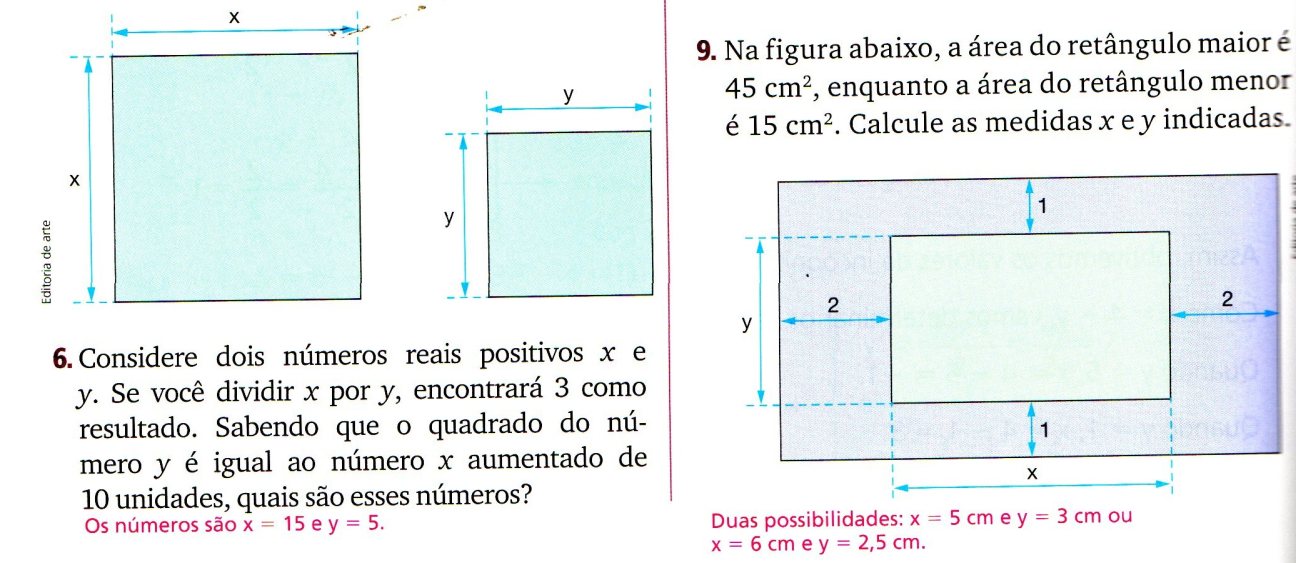 x
x
y
y
Editoria de arte
6. Considere dois números reais positivos x e
y. Se você dividir x por y, encontrará 3 como
resultado. Sabendo que o quadrado do nú-
mero y é igual ao número x aumentado de
10 unidades, quais são esses números?
Os números são x = 15 e y = 5.
9. Na figura abaixo, a área do retângulo maior é
45 cm², enquanto a área do retângulo menor
é 15 cm². Calcule as medidas x e y indicadas.
1
2
2
y
1
x
Duas possibilidades: x = 5 cm e y = 3 cm ou
x = 6 cm e y = 2,5 cm.